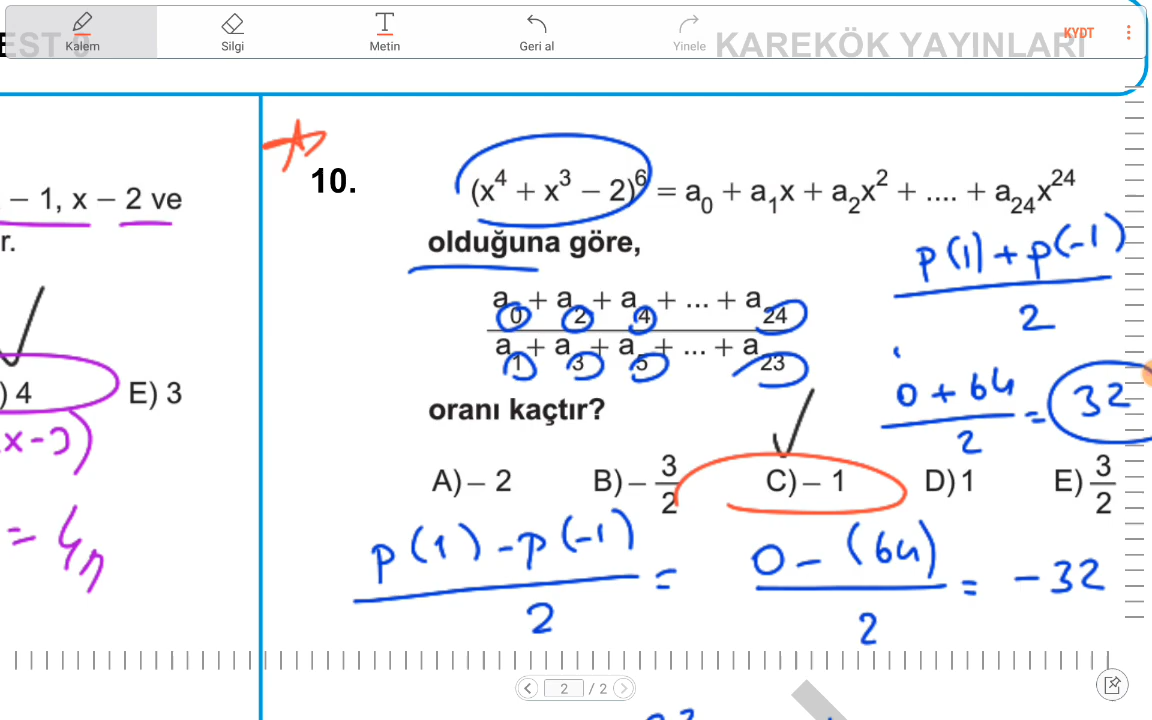 Kalem Silgi Metin Geri al Yinele KYDT
EST 9 KAREKÖK YAYINLARI
– 1, x – 2 ve
r.
) 4 E) 3
x-
= 4n
10. (x⁴ + x³ – 2)⁶ = a₀ + a₁x + a₂x² + .... + a₂₄x²⁴
olduğuna göre,
a₀ + a₂ + a₄ + ... + a₂₄
a₁ + a₃ + a₅ + ... + a₂₃
oranı kaçtır?
A) – 2 B) – 3/2 C) – 1 D) 1 E) 3/2
p(1) + p(-1)
2
0 + 64
2
= 32
p(1) - p(-1)
2
=
0 - (64)
2
= -32
2 / 2